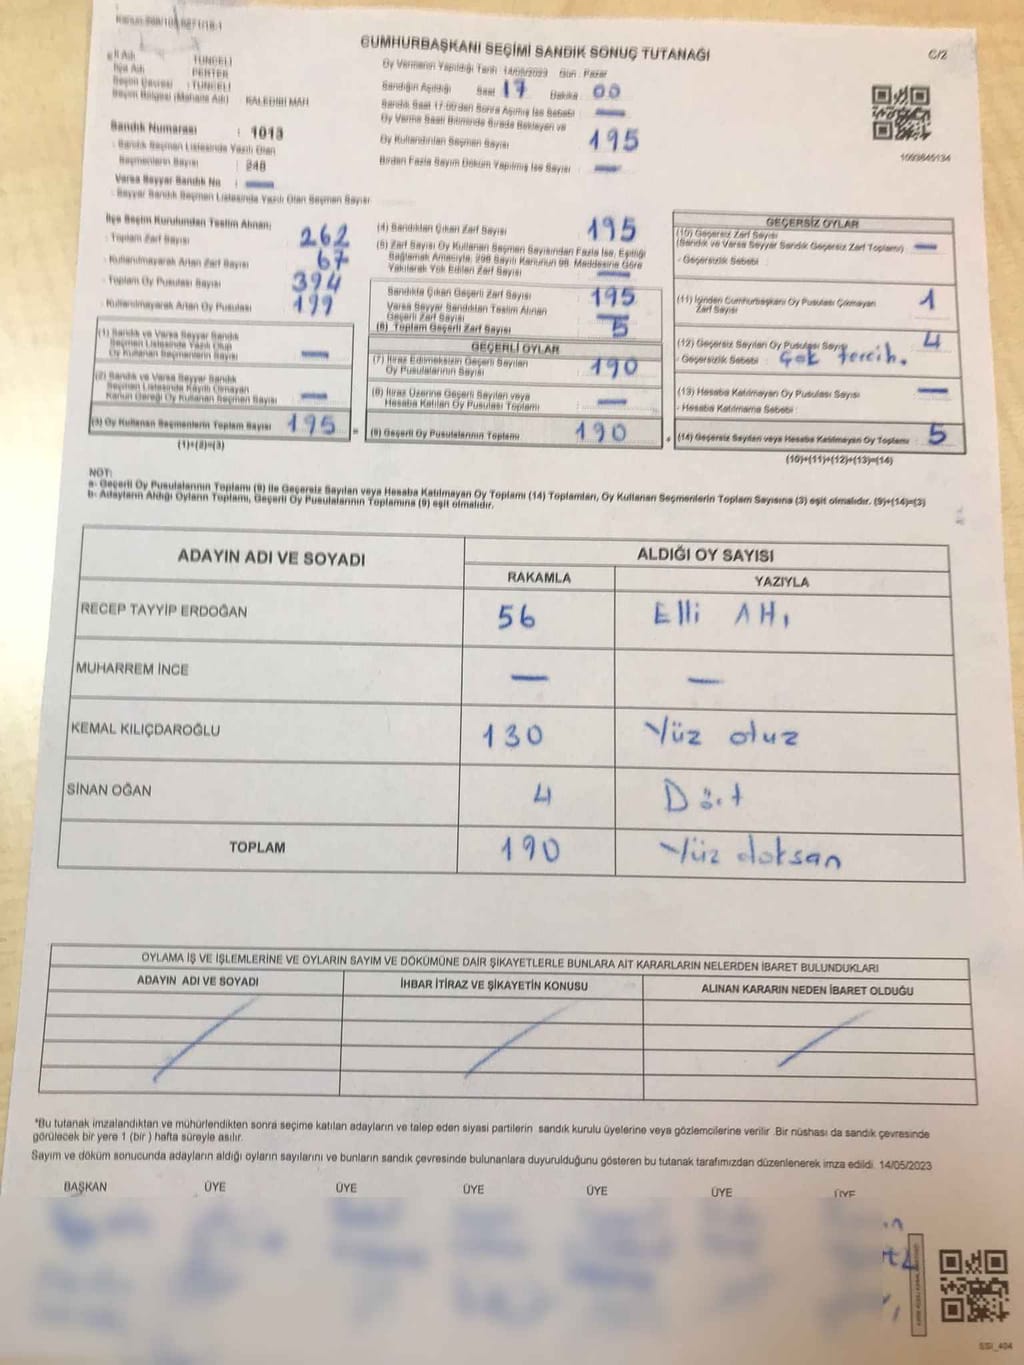 CUMHURBAŞKANI SEÇİMİ SANDIK SONUÇ TUTANAĞI
C/2
İl Adı : TUNCELİ
İlçe Adı : PERTEK
Seçim Çevresi : TUNCELİ
Seçim Bölgesi (Mahalle Adı) :
Sandık Numarası : 1013
Sandık Seçmen Listesinde Yazılı Olan
Seçmenlerin Sayısı : 248
Varsa Seyyar Sandık No : —
Seyyar Sandık Seçmen Listesinde Yazılı Olan Seçmen Sayısı
Oy Vermenin Yapıldığı Tarih : 14/05/2023 Gün : Pazar
Sandığın Açıldığı Saat 17 Dakika 00
Sandık Saat 17:00'den Sonra Açılmış İse Sebebi : —
Oy Verme Saati Bitiminde Sırada Bekleyen ve
Oy Kullandırılan Seçmen Sayısı 195
Birden Fazla Sayım Döküm Yapılmış İse Sayısı : —
İlçe Seçim Kurulundan Teslim Alınan:
- Toplam Zarf Sayısı : 262
- Kullanılmayarak Artan Zarf Sayısı : 67
- Toplam Oy Pusulası Sayısı : 394
- Kullanılmayarak Artan Oy Pusulası : 199
(1) Sandık ve Varsa Seyyar Sandık
Seçmen Listesinde Yazılı Olup
Oy Kullanan Seçmenlerin Sayısı —
(2) Sandık ve Varsa Seyyar Sandık
Seçmen Listesinde Kayıtlı Olmayan
Kanun Gereği Oy Kullanan Seçmen Sayısı —
(3) Oy Kullanan Seçmenlerin Toplam Sayısı : 195
(1)+(2)=(3)
(4) Sandıktan Çıkan Zarf Sayısı 195
(5) Zarf Sayısı Oy Kullanan Seçmen Sayısından Fazla İse, Eşitliği
Sağlamak Amacıyla, 298 Sayılı Kanunun 98. Maddesine Göre
Yakılarak Yok Edilen Zarf Sayısı —
Sandıkta Çıkan Geçerli Zarf Sayısı 195
Varsa Seyyar Sandıktan Teslim Alınan
Geçerli Zarf Sayısı —
(6) Toplam Geçerli Zarf Sayısı 5
GEÇERLİ OYLAR
(7) İtiraz Edilmeksizin Geçerli Sayılan
Oy Pusulalarının Sayısı : 190
(8) İtiraz Üzerine Geçerli Sayılan veya
Hesaba Katılan Oy Pusulası Toplamı : —
(9) Geçerli Oy Pusulalarının Toplamı : 190
GEÇERSİZ OYLAR
(10) Geçersiz Zarf Sayısı
(Sandık ve Varsa Seyyar Sandık Geçersiz Zarf Toplamı) —
- Geçersizlik Sebebi :
(11) İçinden Cumhurbaşkanı Oy Pusulası Çıkmayan
Zarf Sayısı 1
(12) Geçersiz Sayılan Oy Pusulası Sayısı 4
- Geçersizlik Sebebi : Çok tercih.
(13) Hesaba Katılmayan Oy Pusulası Sayısı —
- Hesaba Katılmama Sebebi :
(14) Geçersiz Sayılan veya Hesaba Katılmayan Oy Toplamı 5
(10)+(11)+(12)+(13)=(14)
NOT:
a- Geçerli Oy Pusulalarının Toplamı (9) ile Geçersiz Sayılan veya Hesaba Katılmayan Oy Toplamı (14) Toplamları, Oy Kullanan Seçmenlerin Toplam Sayısına (3) eşit olmalıdır. (9)+(14)=(3)
b- Adayların Aldığı Oyların Toplamı, Geçerli Oy Pusulalarının Toplamına (9) eşit olmalıdır.
ADAYIN ADI VE SOYADI ALDIĞI OY SAYISI
RAKAMLA YAZIYLA
RECEP TAYYİP ERDOĞAN 56 Elli Altı
MUHARREM İNCE — —
KEMAL KILIÇDAROĞLU 130 Yüz otuz
SİNAN OĞAN 4 Dört
TOPLAM 190 Yüz doksan
OYLAMA İŞ VE İŞLEMLERİNE VE OYLARIN SAYIM VE DÖKÜMÜNE DAİR ŞİKAYETLERLE BUNLARA AİT KARARLARIN NELERDEN İBARET BULUNDUKLARI
ADAYIN ADI VE SOYADI İHBAR İTİRAZ VE ŞİKAYETİN KONUSU ALINAN KARARIN NEDEN İBARET OLDUĞU
*Bu tutanak imzalandıktan ve mühürlendikten sonra seçime katılan adayların ve talep eden siyasi partilerin sandık kurulu üyelerine veya gözlemcilerine verilir. Bir nüshası da sandık çevresinde
görülecek bir yere 1 (bir ) hafta süreyle asılır.
Sayım ve döküm sonucunda adayların aldığı oyların sayılarını ve bunların sandık çevresinde bulunanlara duyurulduğunu gösteren bu tutanak tarafımızdan düzenlenerek imza edildi. 14/05/2023
BAŞKAN ÜYE ÜYE ÜYE ÜYE ÜYE ÜYE
SSI_404